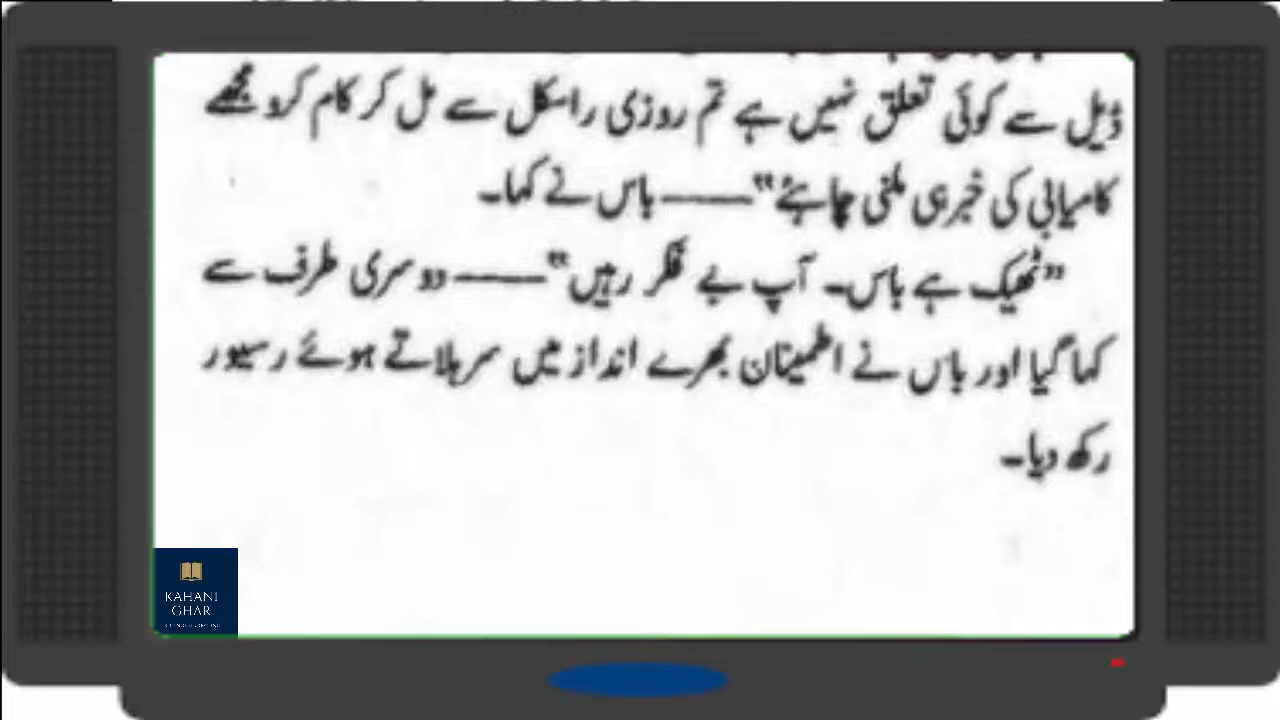 ڈیل سے کوئی تعلق نہیں ہے تم روزی راسکل سے مل کر کام کرو مجھے
کامیابی کی خبر ہی ملنی چاہئے“——باس نے کہا۔
”ٹھیک ہے باس۔ آپ بے فکر رہیں“——دوسری طرف سے
کہا گیا اور باس نے اطمینان بھرے انداز میں سر ہلاتے ہوئے رسیور
رکھ دیا۔
KAHANI
GHAR